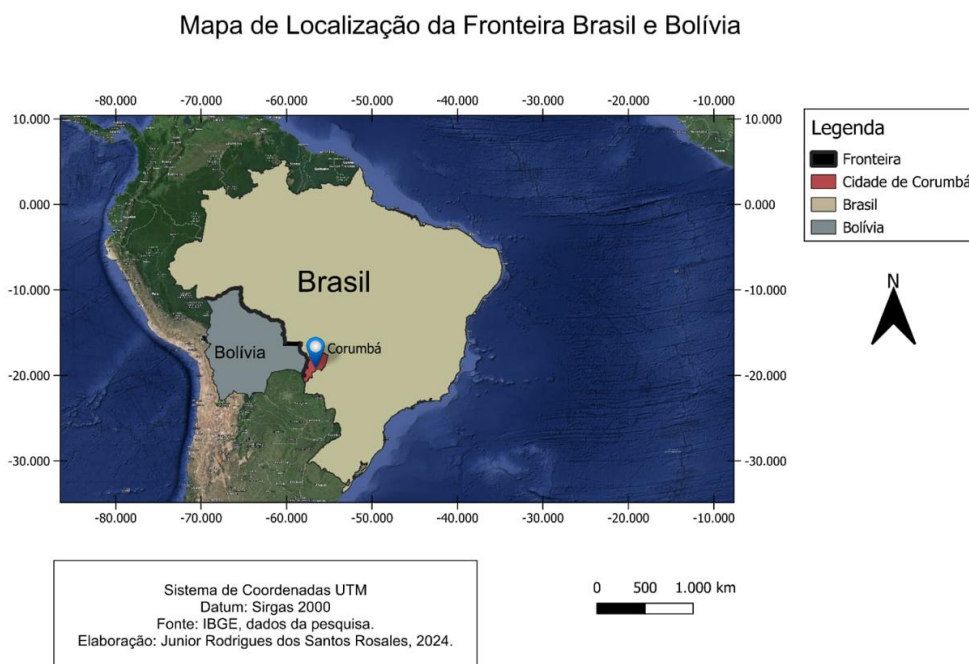 Mapa de Localização da Fronteira Brasil e Bolívia
-80.000 -70.000 -60.000 -50.000 -40.000 -30.000 -20.000 -10.000
10.000 10.000
0.000 0.000
-10.000 -10.000
-20.000 -20.000
-30.000 -30.000
Brasil
Bolívia
Corumbá
-80.000 -70.000 -60.000 -50.000 -40.000 -30.000 -20.000 -10.000
Legenda
Fronteira
Cidade de Corumbá
Brasil
Bolívia
N
Sistema de Coordenadas UTM
Datum: Sirgas 2000
Fonte: IBGE, dados da pesquisa.
Elaboração: Junior Rodrigues dos Santos Rosales, 2024.
0 500 1.000 km